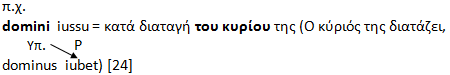 π.χ.
domini iussu = κατά διαταγή του κυρίου της (Ο κύριός της διατάζει,
Υπ. Ρ
dominus iubet) [24]